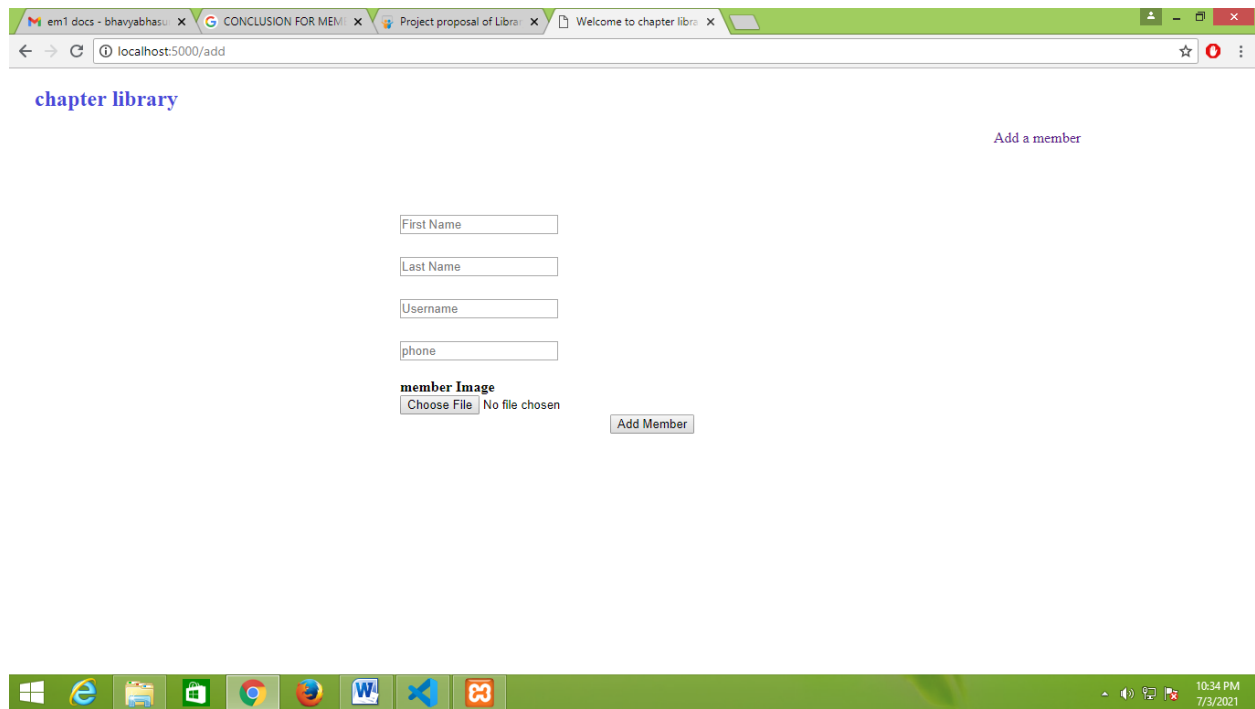 em1 docs - bhavyabhasu
CONCLUSION FOR MEM
Project proposal of Librar
Welcome to chapter libra
localhost:5000/add
chapter library
Add a member
First Name
Last Name
Username
phone
member Image
Choose File No file chosen
Add Member
10:34 PM
7/3/2021